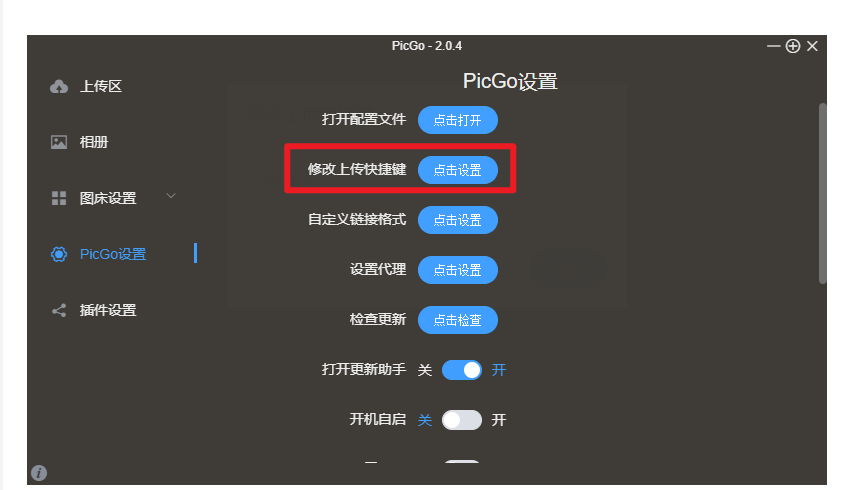 PicGo - 2.0.4
上传区
相册
图床设置
PicGo设置
插件设置
PicGo设置
打开配置文件 点击打开
修改上传快捷键 点击设置
自定义链接格式 点击设置
设置代理 点击设置
检查更新 点击检查
打开更新助手 关 开
开机自启 关 开